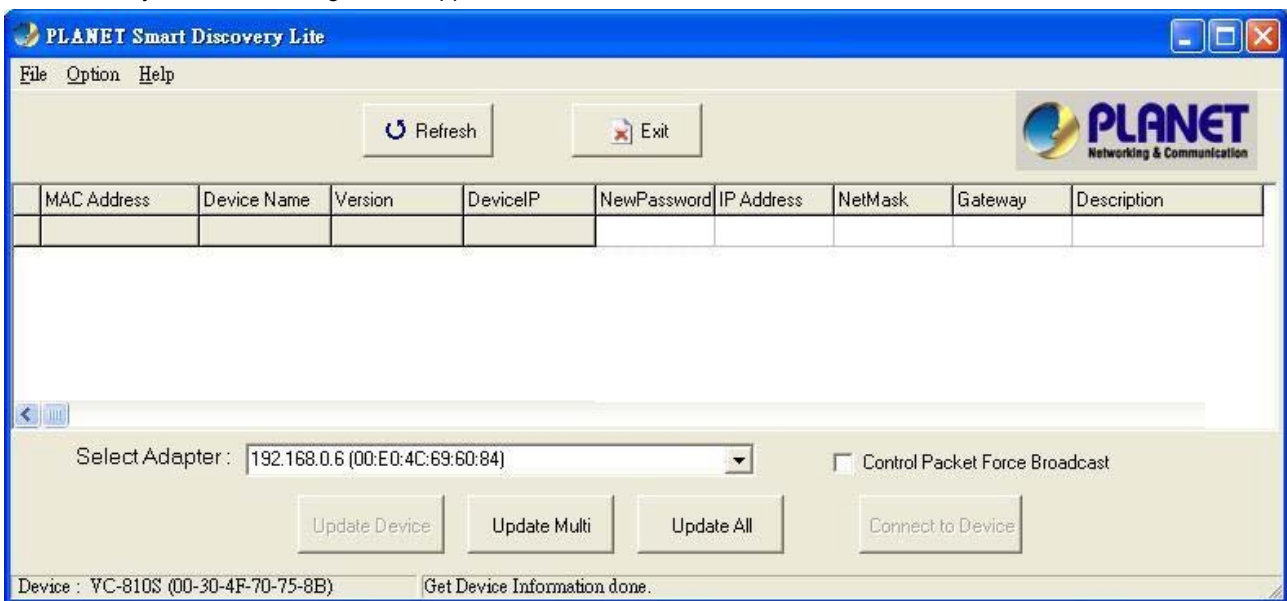 PLANET Smart Discovery Lite
File Option Help
Refresh Exit
PLANET
Networking & Communication
MAC Address Device Name Version DeviceIP NewPassword IP Address NetMask Gateway Description
Select Adapter : 192.168.0.6 (00:E0:4C:69:60:84) Control Packet Force Broadcast
Update Device Update Multi Update All Connect to Device
Device : VC-810S (00-30-4F-70-75-8B) Get Device Information done.